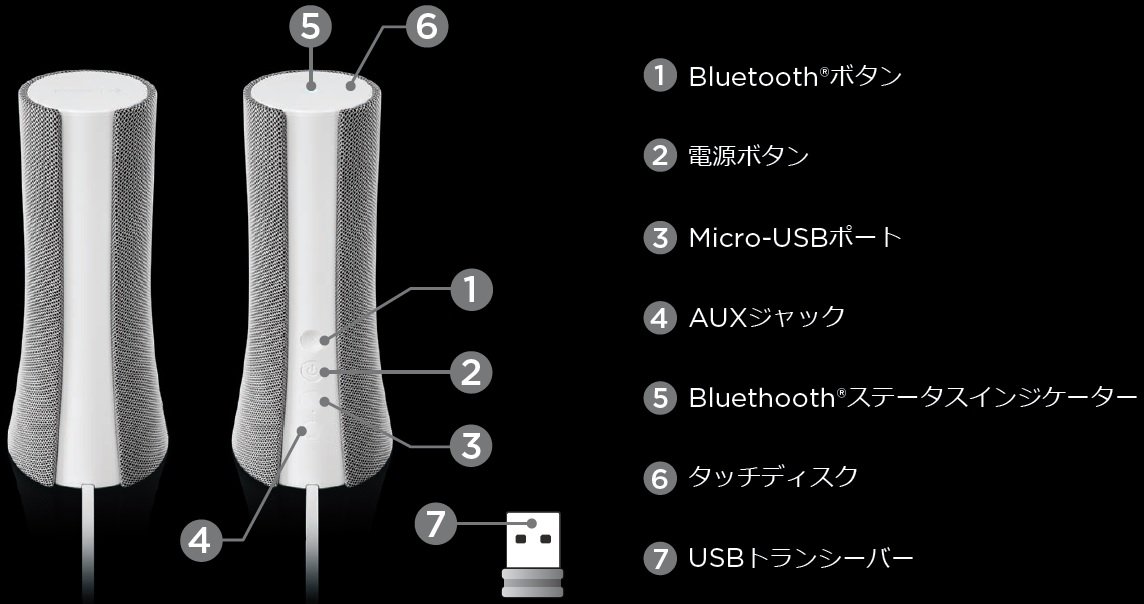 5
6
1
2
3
4
7
1 Bluetooth®ボタン
2 電源ボタン
3 Micro-USBポート
4 AUXジャック
5 Bluethooth®ステータスインジケーター
6 タッチディスク
7 USBトランシーバー